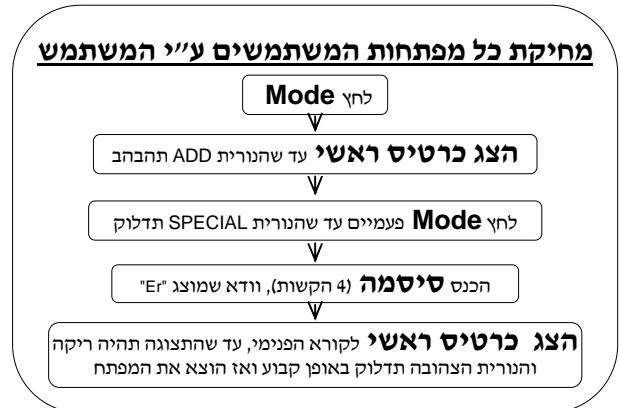 מחיקת כל מפתחות המשתמשים ע״י המשתמש
לחץ Mode
הצג כרטיס ראשי עד שהנורית ADD תהבהב
לחץ Mode פעמיים עד שהנורית SPECIAL תדלוק
הכנס סיסמה (4 הקשות), וודא שמוצג "Er"
הצג כרטיס ראשי לקורא הפנימי, עד שהתצוגה תהיה ריקה
והנורית הצהובה תדלוק באופן קבוע ואז הוצא את המפתח